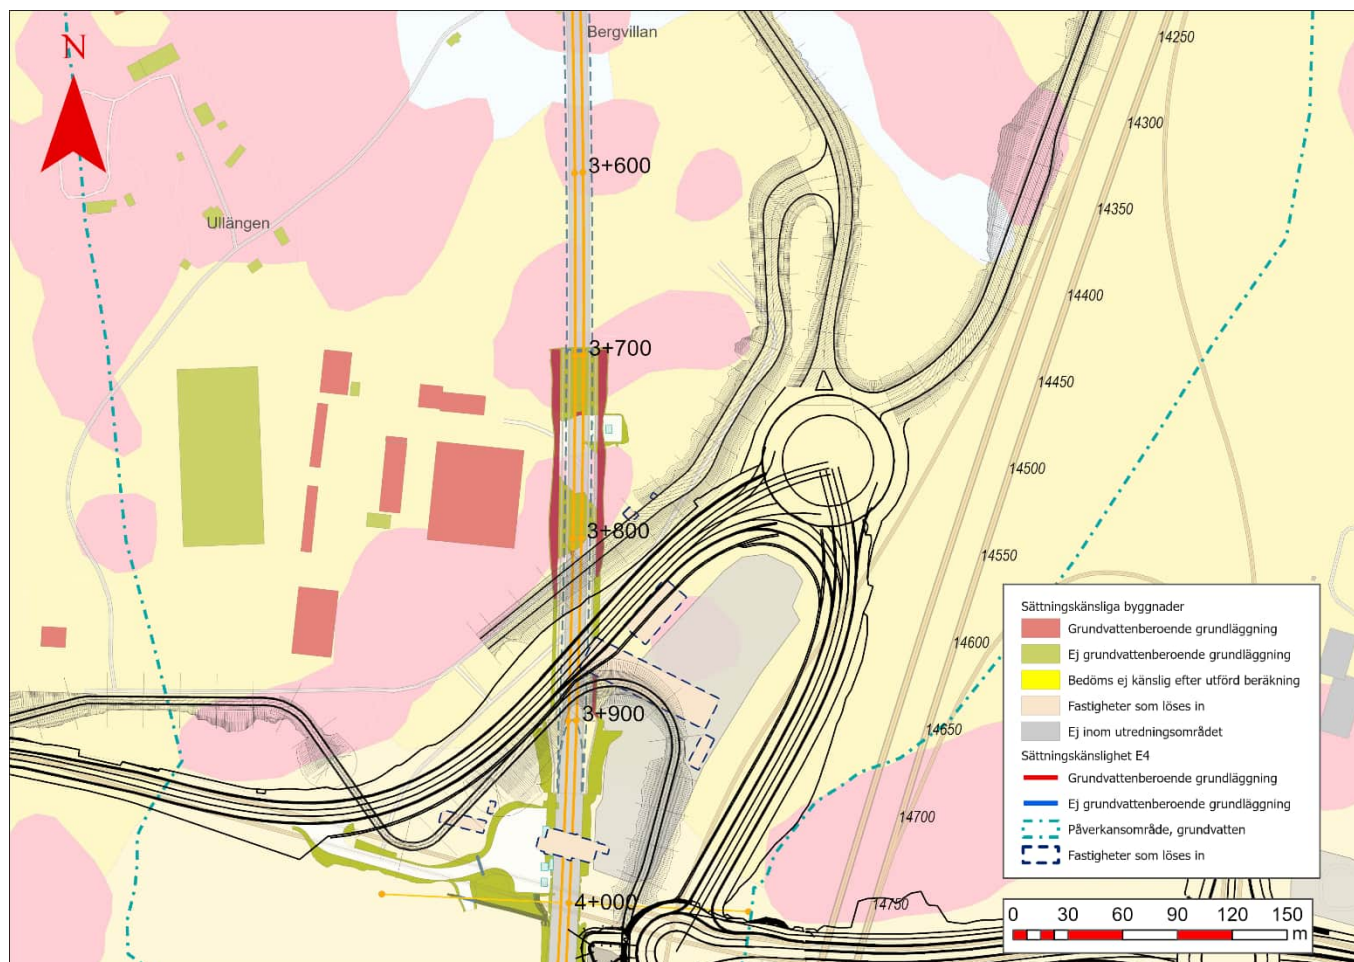 Bergvillan
14250
N
14300
3+600
14350
Ullängen
14400
3+700
14450
14500
3+800
14550
Sättningskänsliga byggnader
Grundvattenberoende grundläggning
Ej grundvattenberoende grundläggning
Bedöms ej känslig efter utförd beräkning
Fastigheter som löses in
Ej inom utredningsområdet
Sättningskänslighet E4
Grundvattenberoende grundläggning
Ej grundvattenberoende grundläggning
Påverkansområde, grundvatten
Fastigheter som löses in
14600
3+900
14650
14700
4+000
14750
0 30 60 90 120 150
m